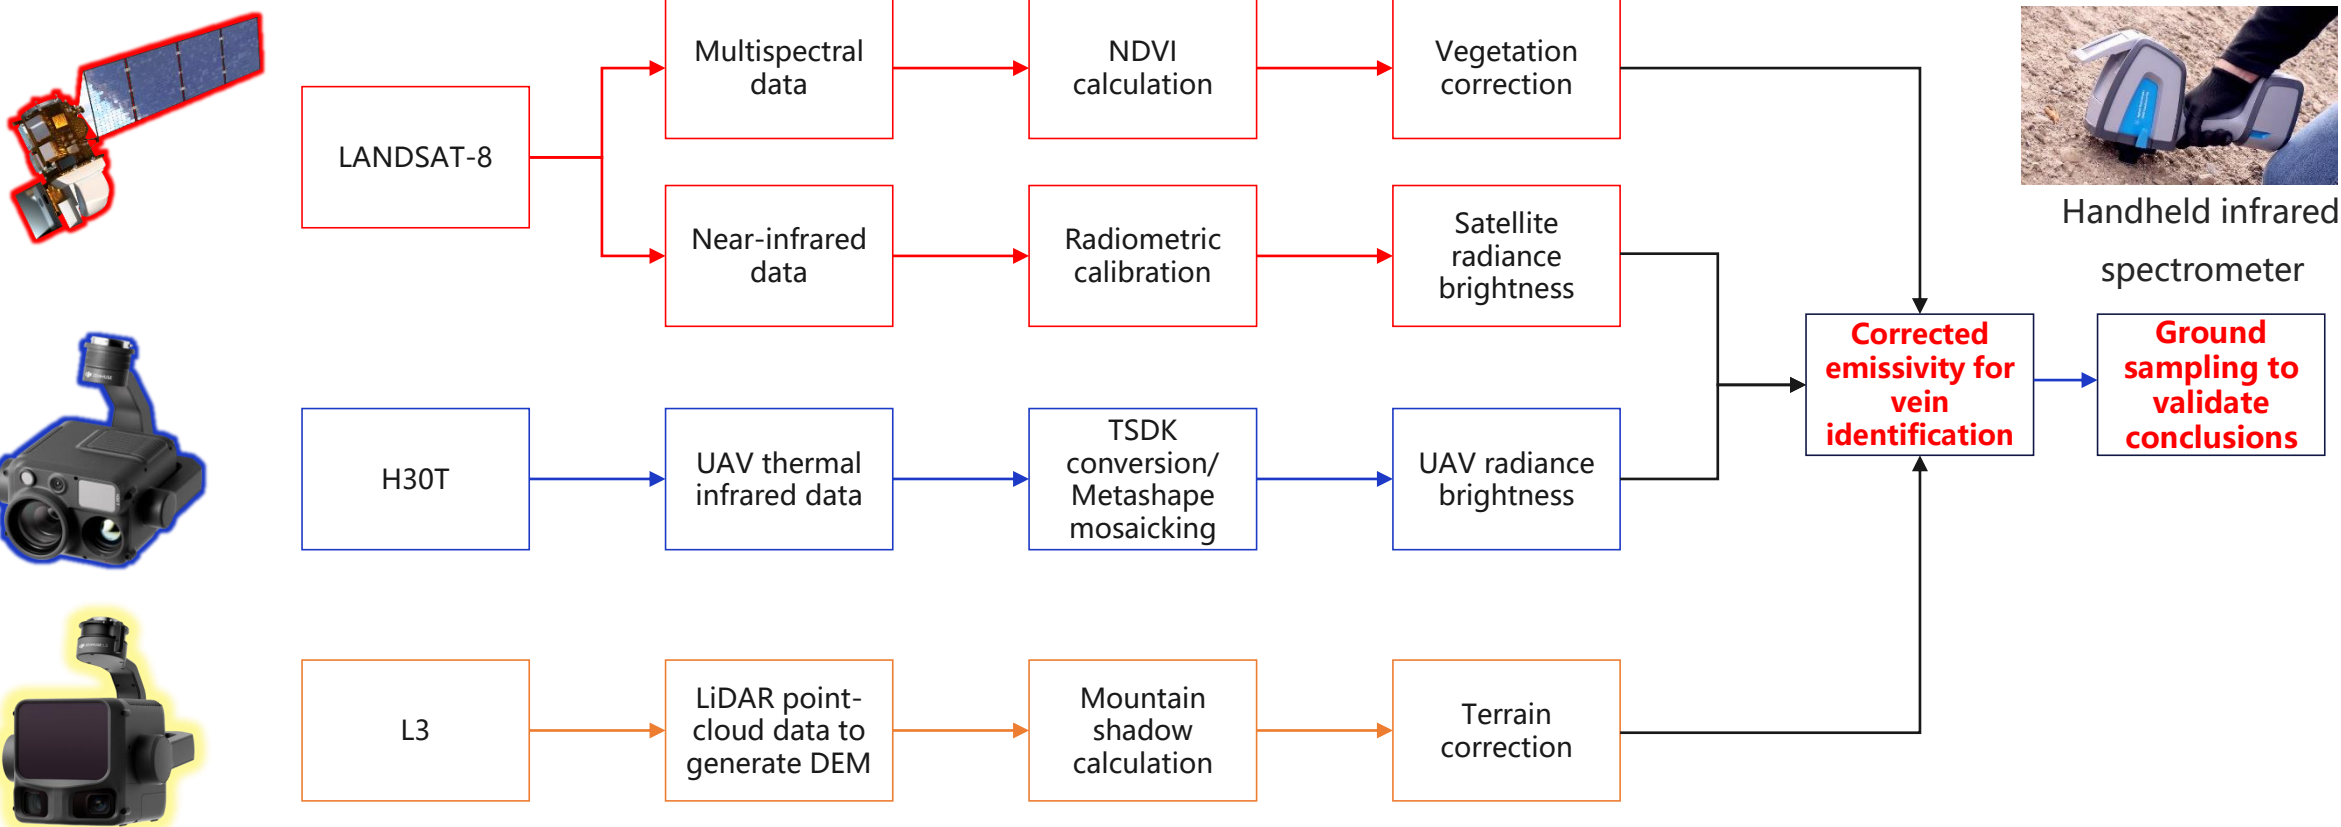 Multispectral
data
NDVI
calculation
Vegetation
correction
LANDSAT-8
Near-infrared
data
Radiometric
calibration
Satellite
radiance
brightness
Handheld infrared
spectrometer
H30T
UAV thermal
infrared data
TSDK
conversion/
Metashape
mosaicking
UAV radiance
brightness
Corrected
emissivity for
vein
identification
Ground
sampling to
validate
conclusions
L3
LiDAR point-
cloud data to
generate DEM
Mountain
shadow
calculation
Terrain
correction